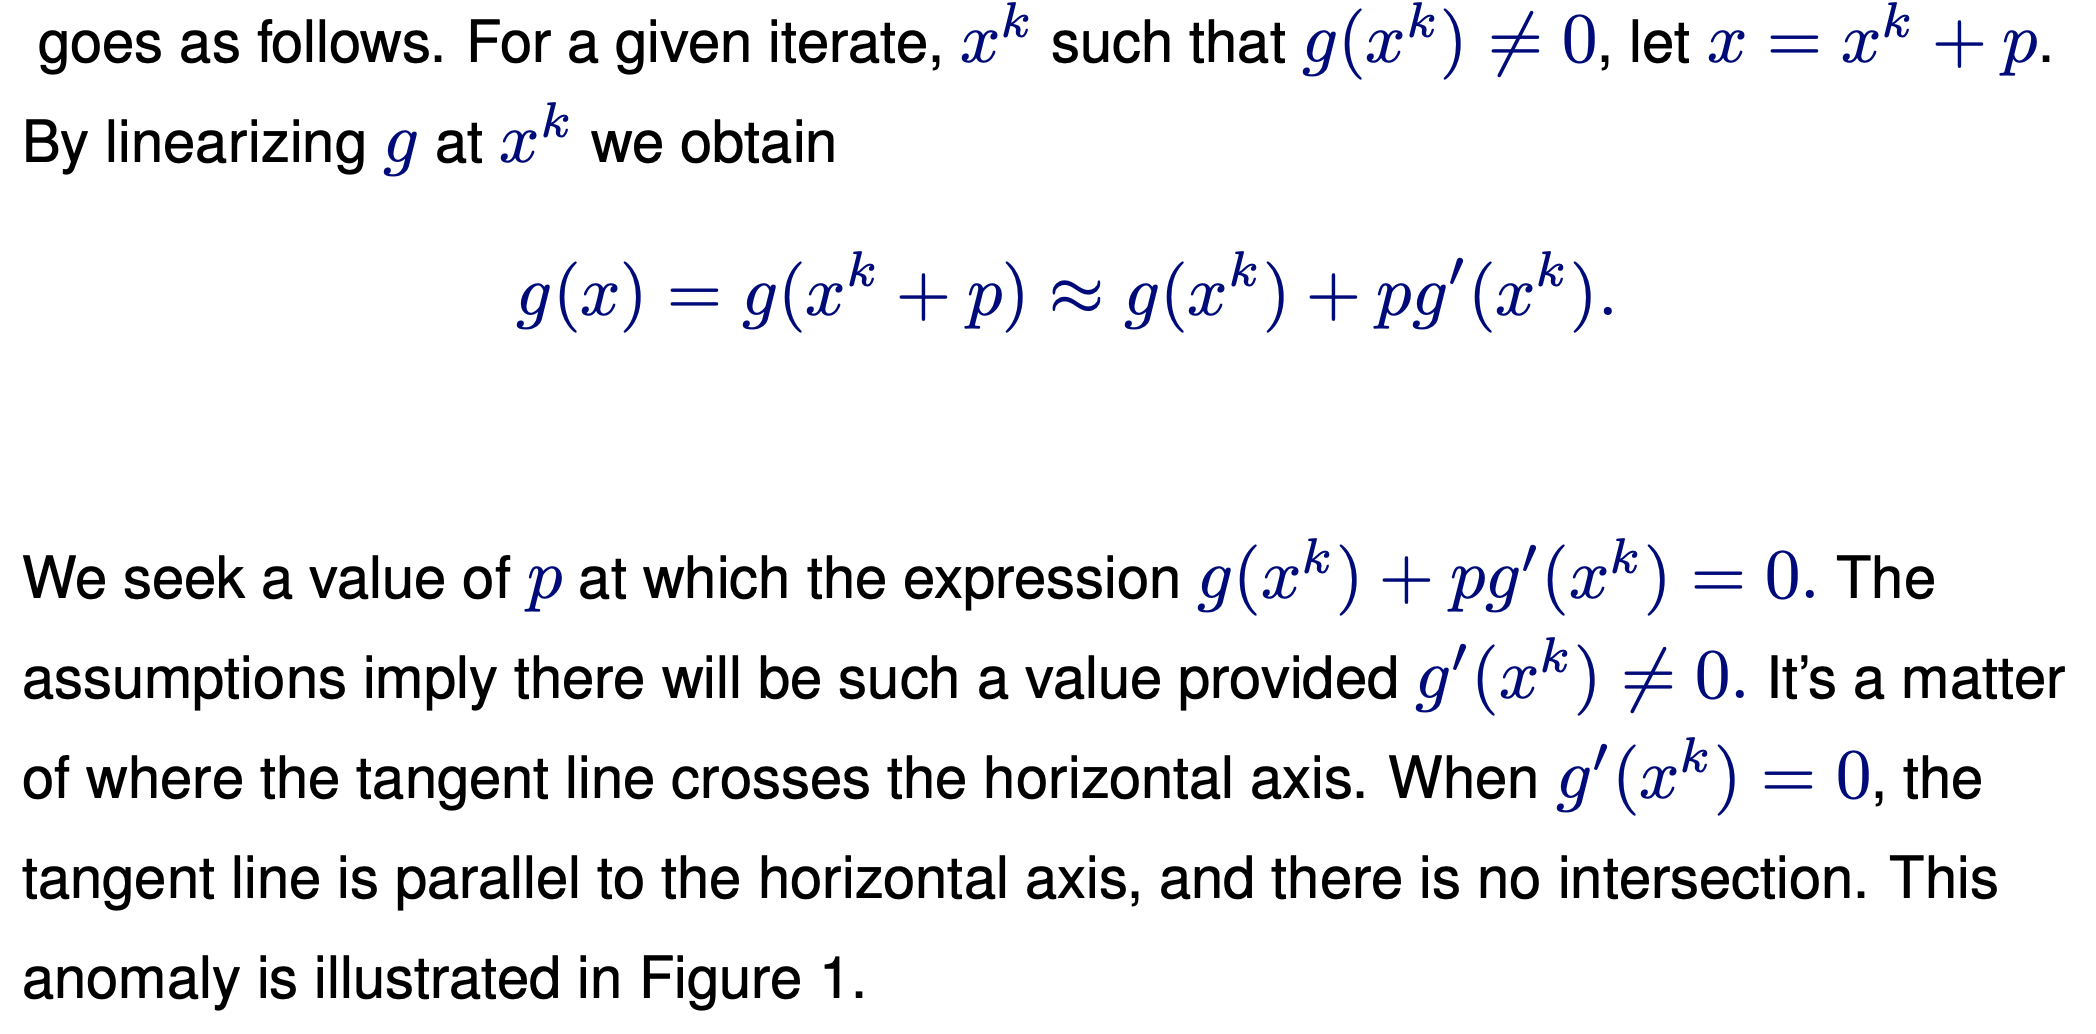 goes as follows. For a given iterate, x^k such that g(x^k) ≠ 0, let x = x^k + p.
By linearizing g at x^k we obtain
g(x) = g(x^k + p) ≈ g(x^k) + pg′(x^k).
We seek a value of p at which the expression g(x^k) + pg′(x^k) = 0. The
assumptions imply there will be such a value provided g′(x^k) ≠ 0. It’s a matter
of where the tangent line crosses the horizontal axis. When g′(x^k) = 0, the
tangent line is parallel to the horizontal axis, and there is no intersection. This
anomaly is illustrated in Figure 1.